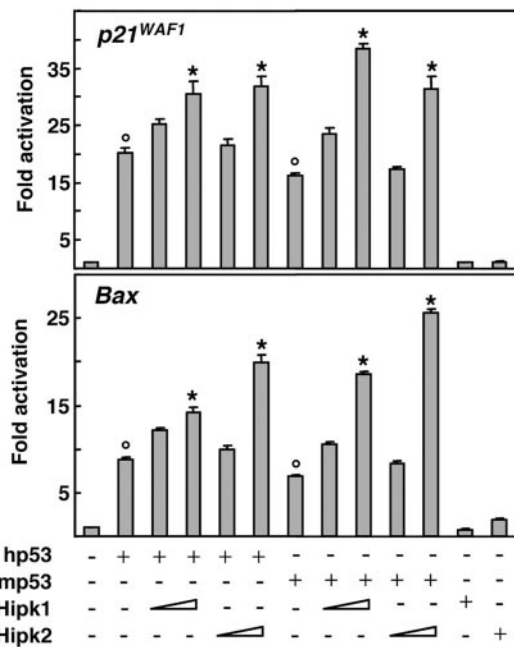 p21WAF1
Fold activation
35
25
15
5
* * * *
° °
Bax
Fold activation
25
15
5
* * * *
° °
hp53 - + + + + + - - - - - - -
mp53 - - - - - - + + + + + - -
Hipk1 - - - - - - - + -
Hipk2 - - - - - - - - +